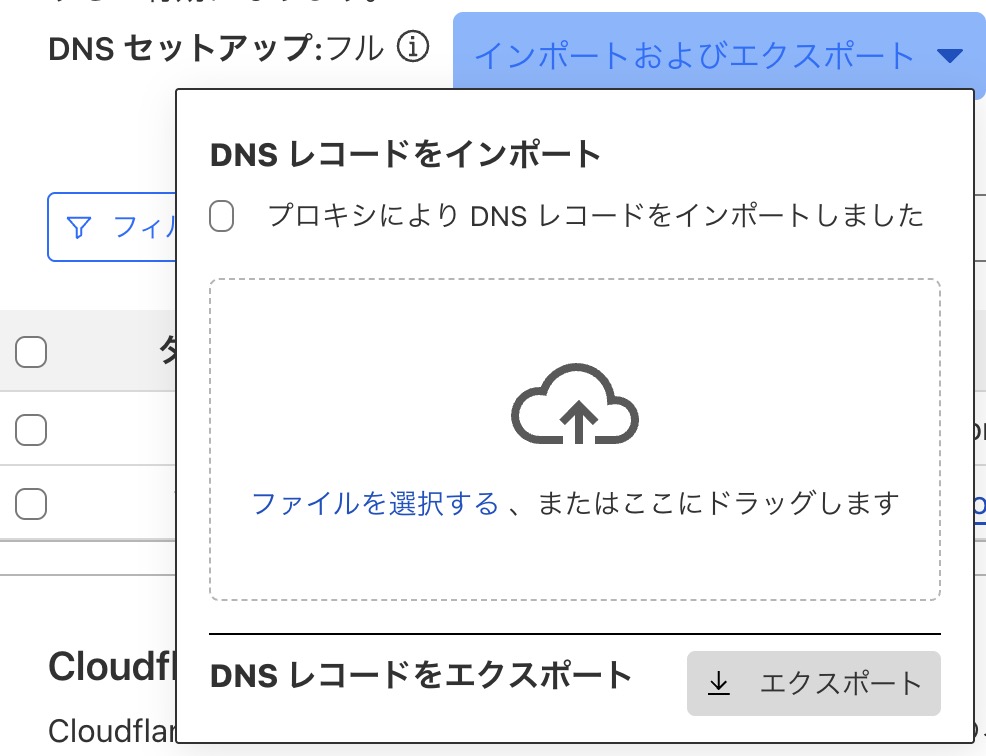 DNS セットアップ:フル
インポートおよびエクスポート
DNS レコードをインポート
プロキシにより DNS レコードをインポートしました
フィ
ファイルを選択する 、またはここにドラッグします
Cloudfl
DNS レコードをエクスポート
エクスポート
Cloudflar